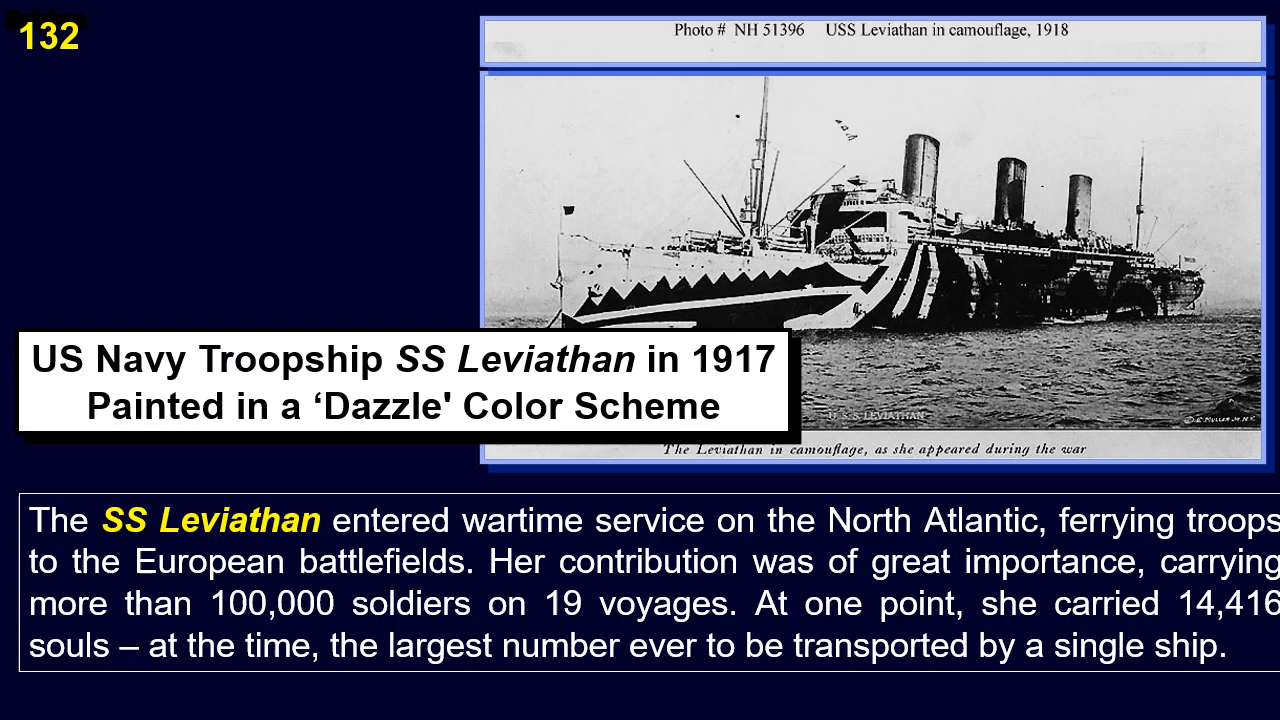 132
Photo # NH 51396 USS Leviathan in camouflage, 1918
U. S. S. LEVIATHAN
© E. MULLER JR. N.Y.
The Leviathan in camouflage, as she appeared during the war
US Navy Troopship SS Leviathan in 1917
Painted in a ‘Dazzle' Color Scheme
The SS Leviathan entered wartime service on the North Atlantic, ferrying troops
to the European battlefields. Her contribution was of great importance, carrying
more than 100,000 soldiers on 19 voyages. At one point, she carried 14,416
souls – at the time, the largest number ever to be transported by a single ship.